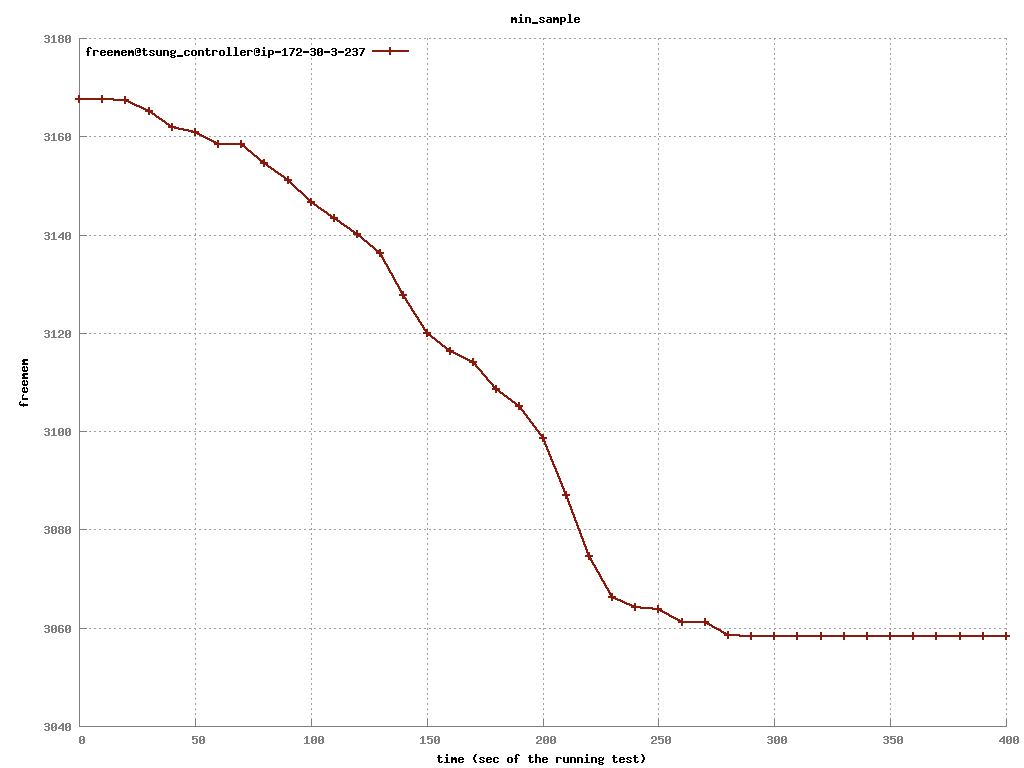 min_sample
freemem@tsung_controller@ip-172-30-3-237
3180
3160
3140
3120
3100
3080
3060
3040
freemem
0 50 100 150 200 250 300 350 400
time (sec of the running test)